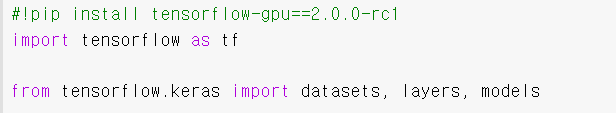 #!pip install tensorflow-gpu==2.0.0-rc1
import tensorflow as tf
from tensorflow.keras import datasets, layers, models